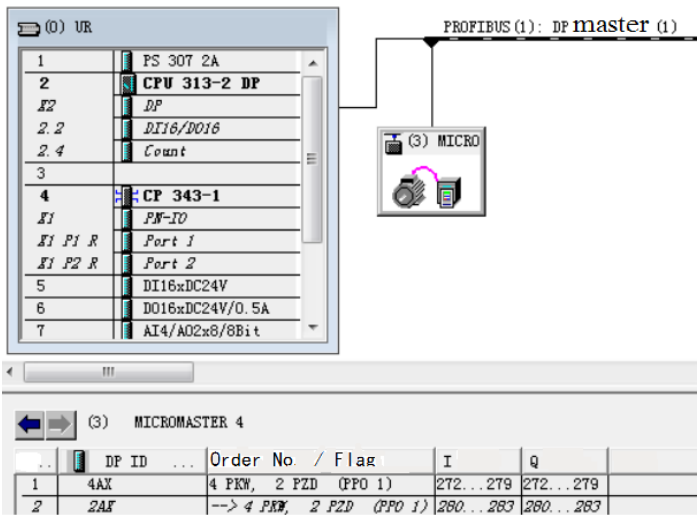 (0) UR
1 PS 307 2A
2 CPU 313-2 DP
X2 DP
2.2 DI16/DO16
2.4 Count
3
4 CP 343-1
X1 PN-IO
X1 P1 R Port 1
X1 P2 R Port 2
5 DI16xDC24V
6 DO16xDC24V/0.5A
7 AI4/AO2x8/8Bit
PROFIBUS(1): DP master (1)
(3) MICRO
(3) MICROMASTER 4
.. DP ID ... Order No. / Flag I Q
1 4AX 4 PKW, 2 PZD (PPO 1) 272...279 272...279
2 2AX --> 4 PKW, 2 PZD (PPO 1) 280...283 280...283